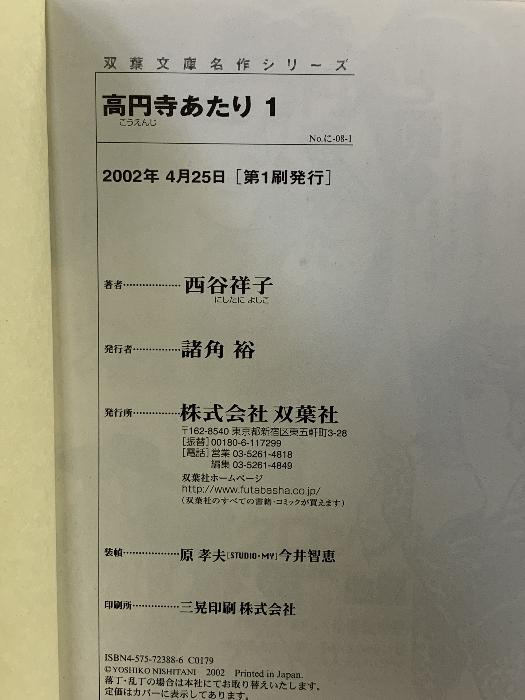 双葉文庫名作シリーズ
高円寺あたり 1
こうえんじ
No.に-08-1
2002年 4月25日［第1刷発行］
著者………………西谷祥子
にしたに よしこ
発行者……………諸角 裕
発行所……………株式会社 双葉社
〒162-8540 東京都新宿区東五軒町3-28
［振替］00180-6-117299
［電話］営業 03-5261-4818
編集 03-5261-4849
双葉社ホームページ
http://www.futabasha.co.jp/
（双葉社のすべての書籍・コミックが買えます）
装幀………………原 孝夫［STUDIO・MY］今井智恵
印刷所……………三晃印刷 株式会社
ISBN4-575-72388-6 C0179
©YOSHIKO NISHITANI 2002 Printed in Japan.
落丁・乱丁の場合は本社にてお取り替えいたします。
定価はカバーに表示してあります。